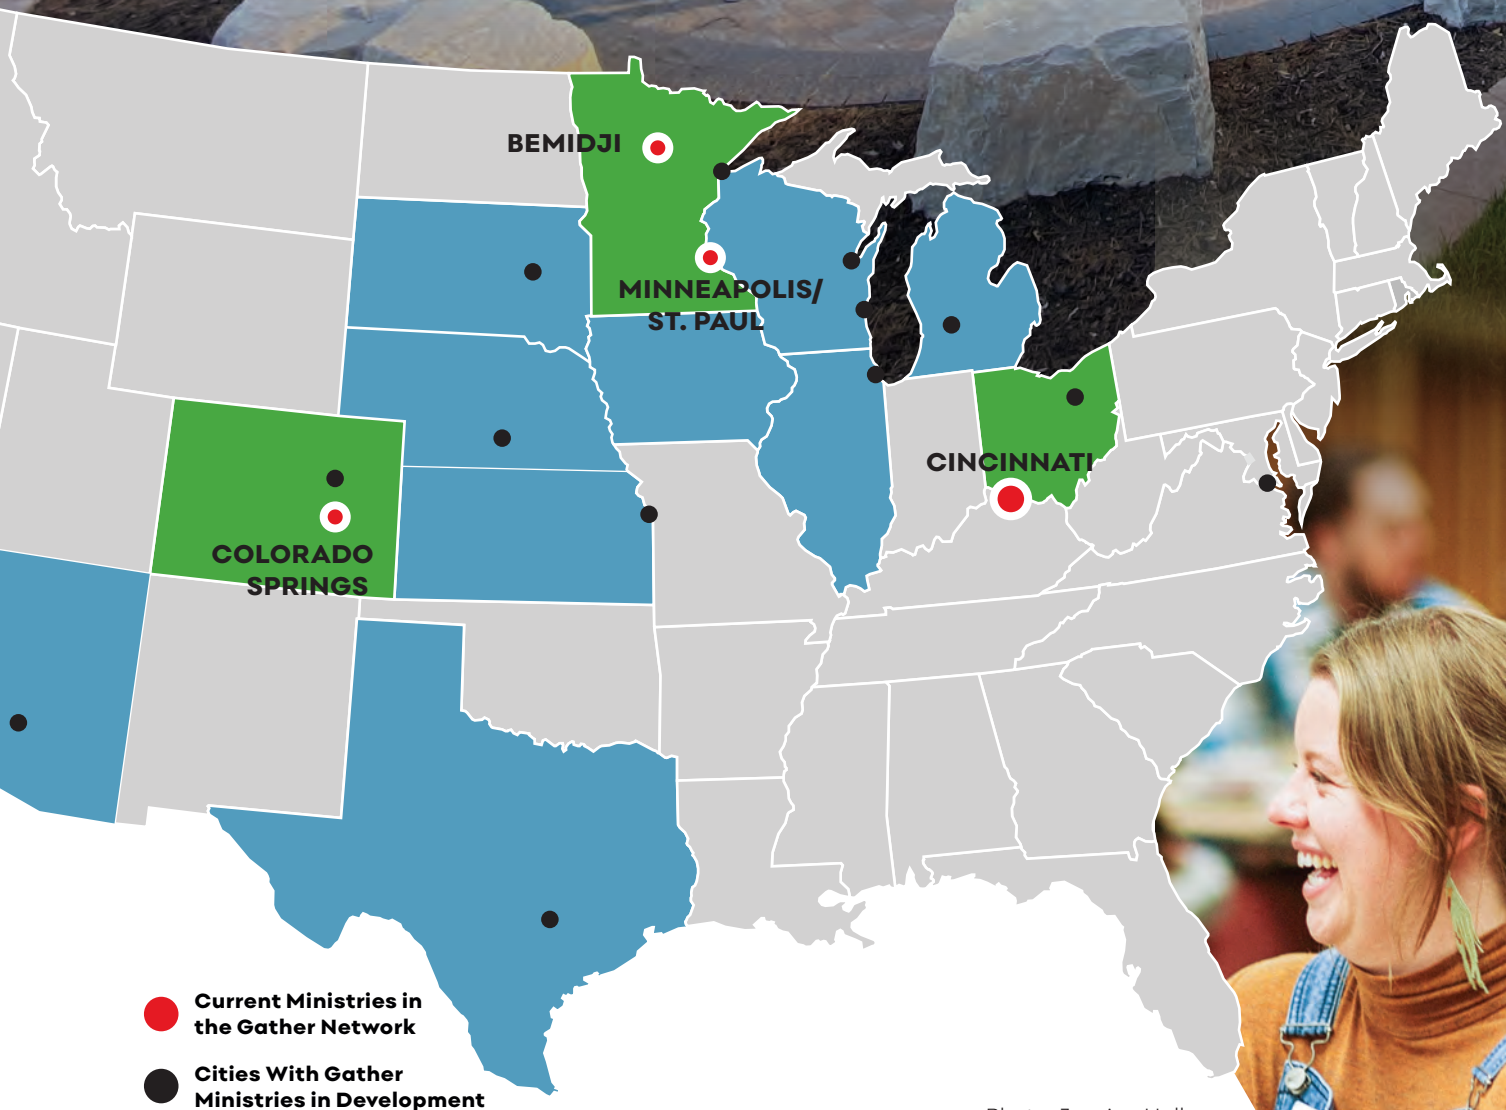 BEMIDJI
MINNEAPOLIS/
ST. PAUL
CINCINNATI
COLORADO
SPRINGS
Current Ministries in
the Gather Network
Cities With Gather
Ministries in Development